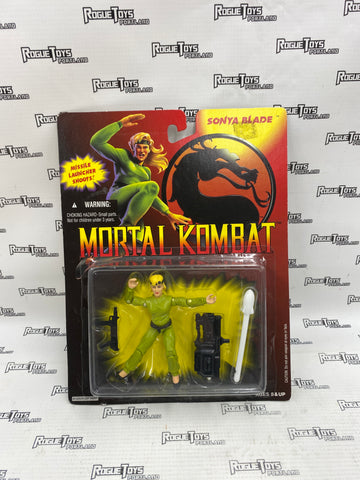 SONYA BLADE
MISSILE
LAUNCHER
SHOOTS!
WARNING:
CHOKING HAZARD-Small parts.
Not for children under 3 years.
MORTAL KOMBAT
AGES 5 & UP
ROGUE TOYS
PORTLAND